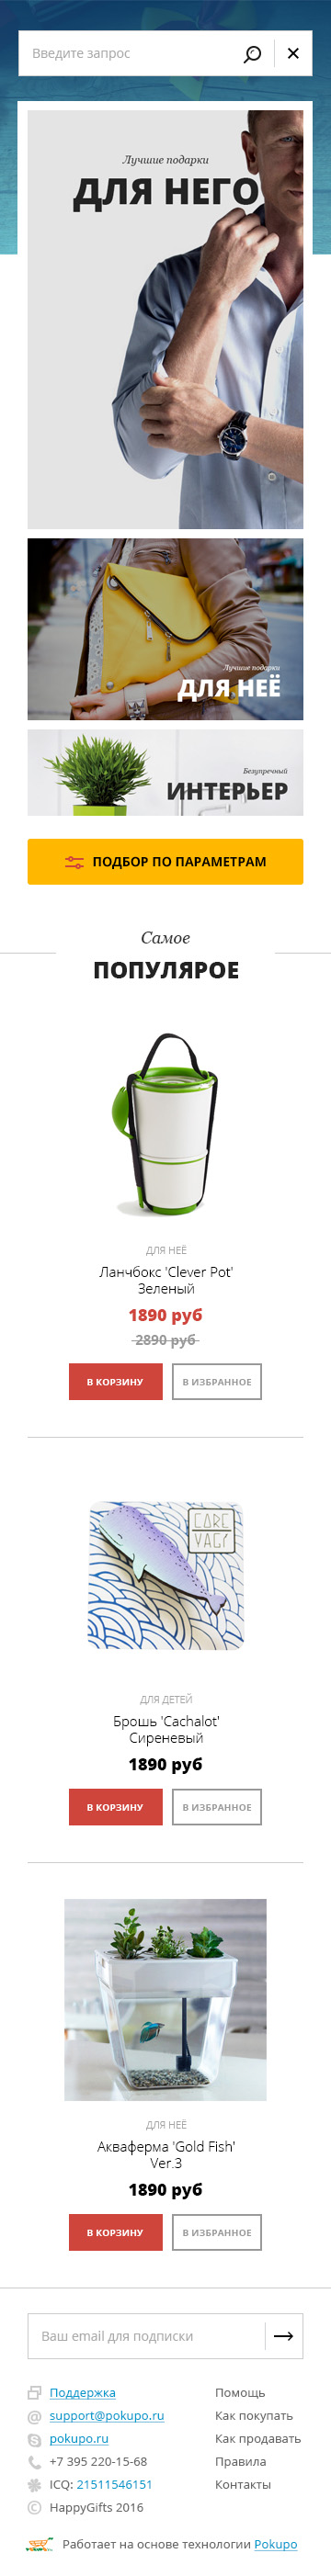 Введите запрос
Лучшие подарки
ДЛЯ НЕГО
Лучшие подарки
ДЛЯ НЕЁ
Безупречный
ИНТЕРЬЕР
ПОДБОР ПО ПАРАМЕТРАМ
Самое
ПОПУЛЯРОЕ
ДЛЯ НЕЁ
Ланчбокс 'Clever Pot'
Зеленый
1890 руб
2890 руб
В КОРЗИНУ
В ИЗБРАННОЕ
CARE
VAGI
ДЛЯ ДЕТЕЙ
Брошь 'Cachalot'
Сиреневый
1890 руб
В КОРЗИНУ
В ИЗБРАННОЕ
ДЛЯ НЕЁ
Акваферма 'Gold Fish'
Ver.3
1890 руб
В КОРЗИНУ
В ИЗБРАННОЕ
Ваш email для подписки
Поддержка
support@pokupo.ru
pokupo.ru
+7 395 220-15-68
ICQ: 21511546151
HappyGifts 2016
Помощь
Как покупать
Как продавать
Правила
Контакты
Работает на основе технологии Pokupo